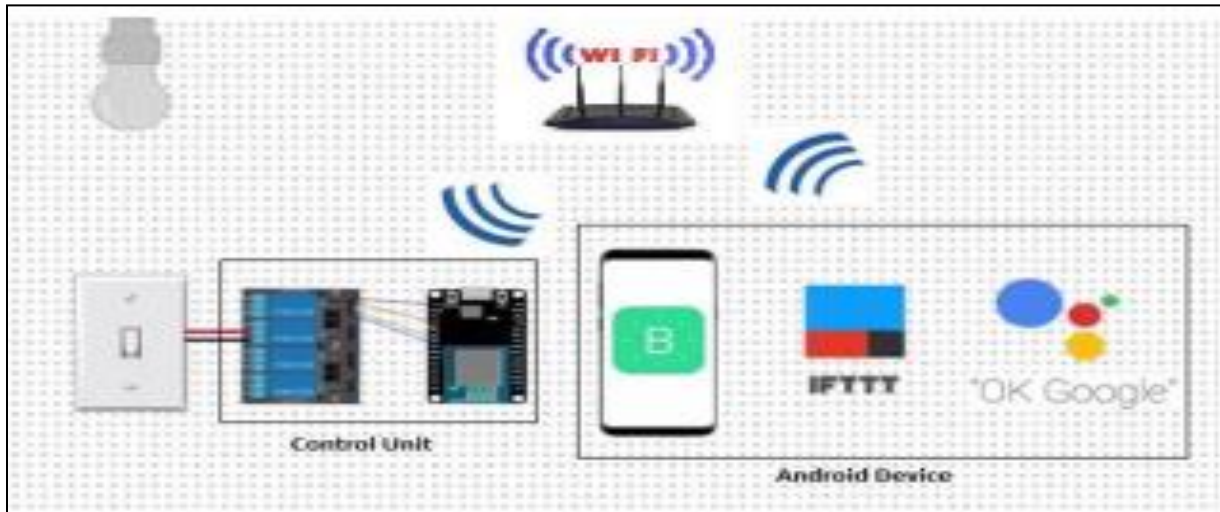 WI FI
B
IFTTT
"OK Google"
Control Unit
Android Device